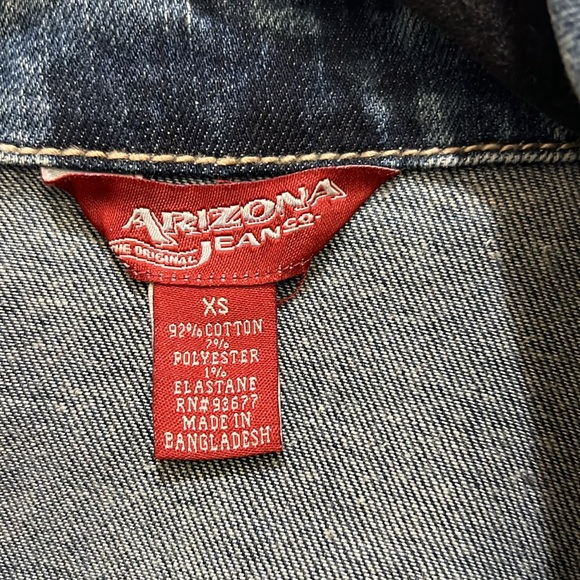 ARIZONA
JEAN CO.
THE ORIGINAL
XS
92% COTTON
7%
POLYESTER
1%
ELASTANE
RN# 93677
MADE IN
BANGLADESH